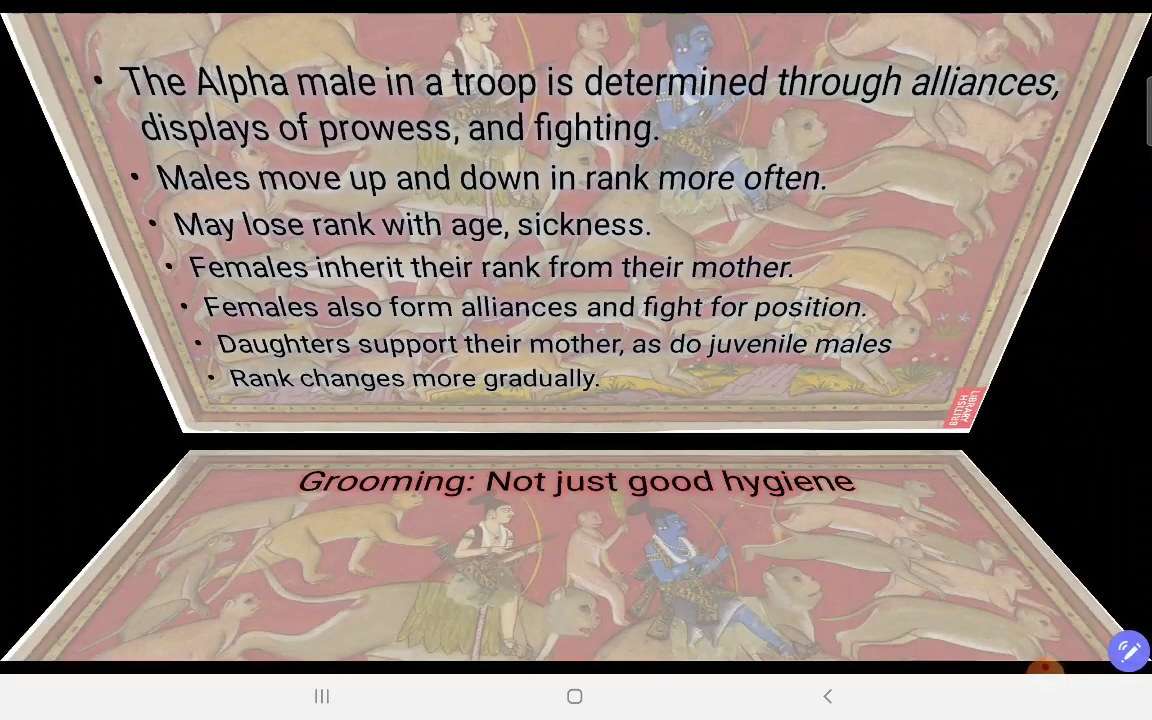 • The Alpha male in a troop is determined through alliances,
displays of prowess, and fighting.
• Males move up and down in rank more often.
• May lose rank with age, sickness.
• Females inherit their rank from their mother.
• Females also form alliances and fight for position.
• Daughters support their mother, as do juvenile males
• Rank changes more gradually.
BRITISH
LIBRARY
Grooming: Not just good hygiene